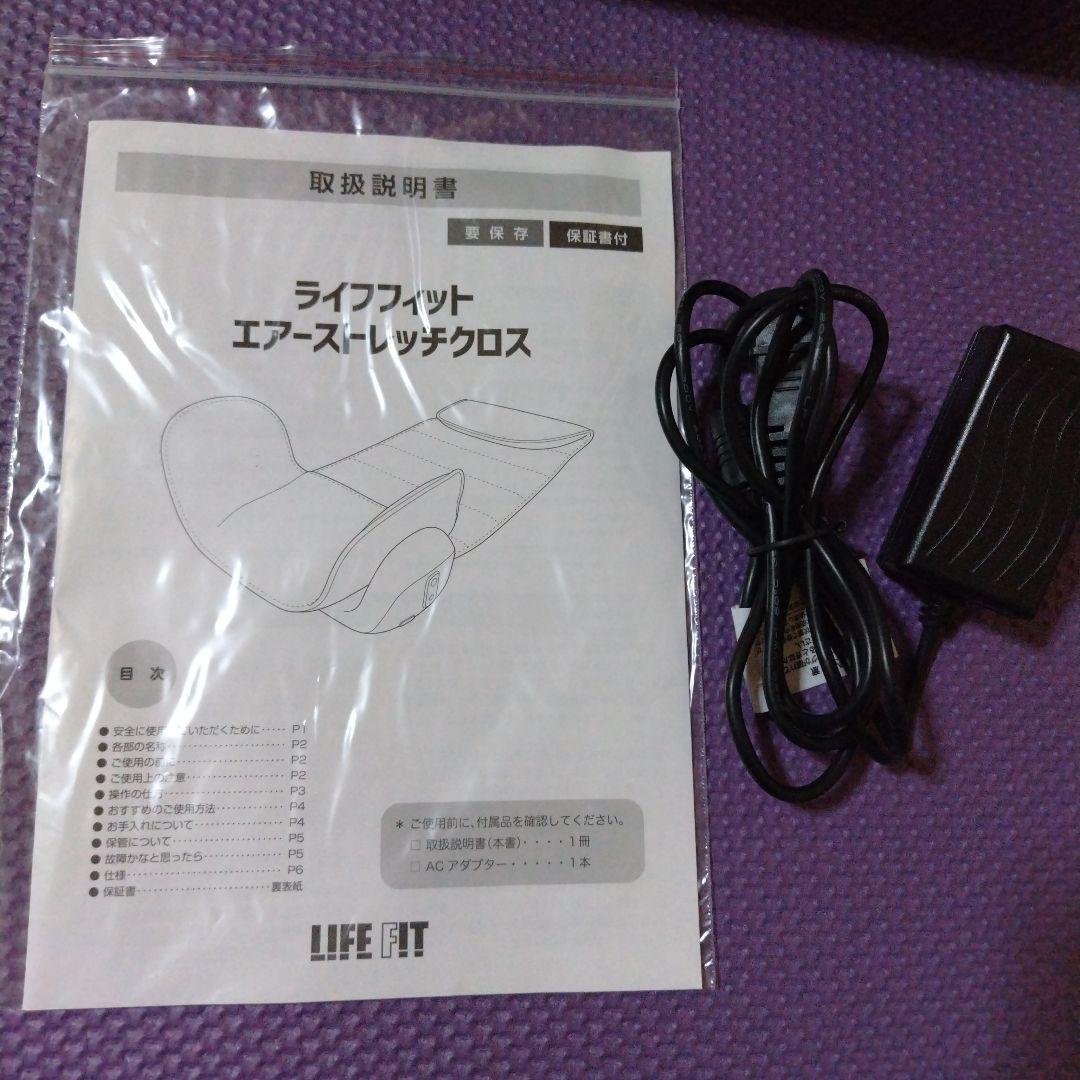 取扱説明書
要保存
保証書付
ライフフィット
エアーストレッチクロス
目次
● 安全に使用していただくために····· P1
● 各部の名称······················ P2
● ご使用の前に···················· P2
● ご使用上の注意·················· P2
● 操作の仕方······················ P3
● おすすめのご使用方法············· P4
● お手入れについて················ P4
● 保管について···················· P5
● 故障かなと思ったら··············· P5
● 仕様··························· P6
● 保証書······················裏表紙
＊ ご使用前に、付属品を確認してください。
□ 取扱説明書(本書)····1冊
□ AC アダプター·····1本
LIFE FIT